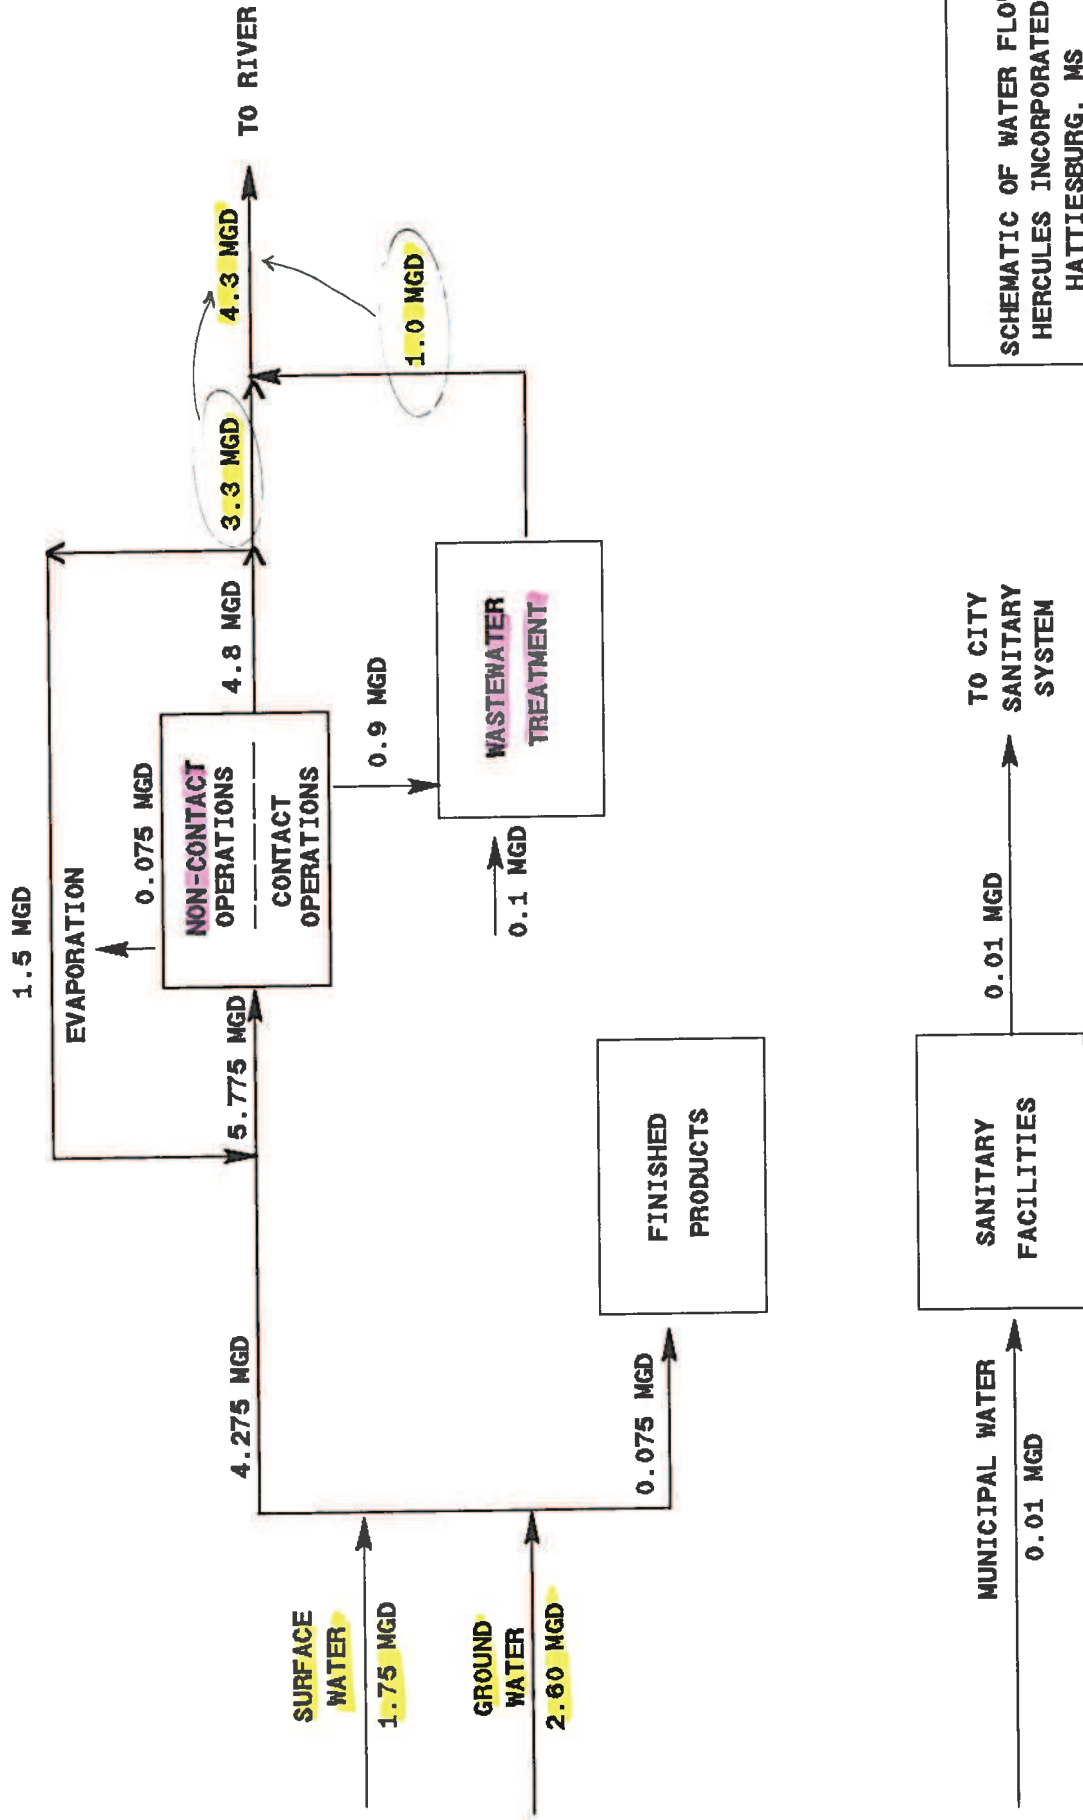 1.5 MGD
EVAPORATION
0.075 MGD
NON-CONTACT
OPERATIONS
CONTACT
OPERATIONS
4.275 MGD
5.775 MGD
4.8 MGD
3.3 MGD
4.3 MGD
TO RIVER
SURFACE
WATER
1.75 MGD
GROUND
WATER
2.60 MGD
0.9 MGD
1.0 MGD
0.1 MGD
WASTEWATER
TREATMENT
0.075 MGD
FINISHED
PRODUCTS
MUNICIPAL WATER
0.01 MGD
SANITARY
FACILITIES
0.01 MGD
TO CITY
SANITARY
SYSTEM
SCHEMATIC OF WATER
HERCULES INCORPORATED
HATTIESBURG, MS